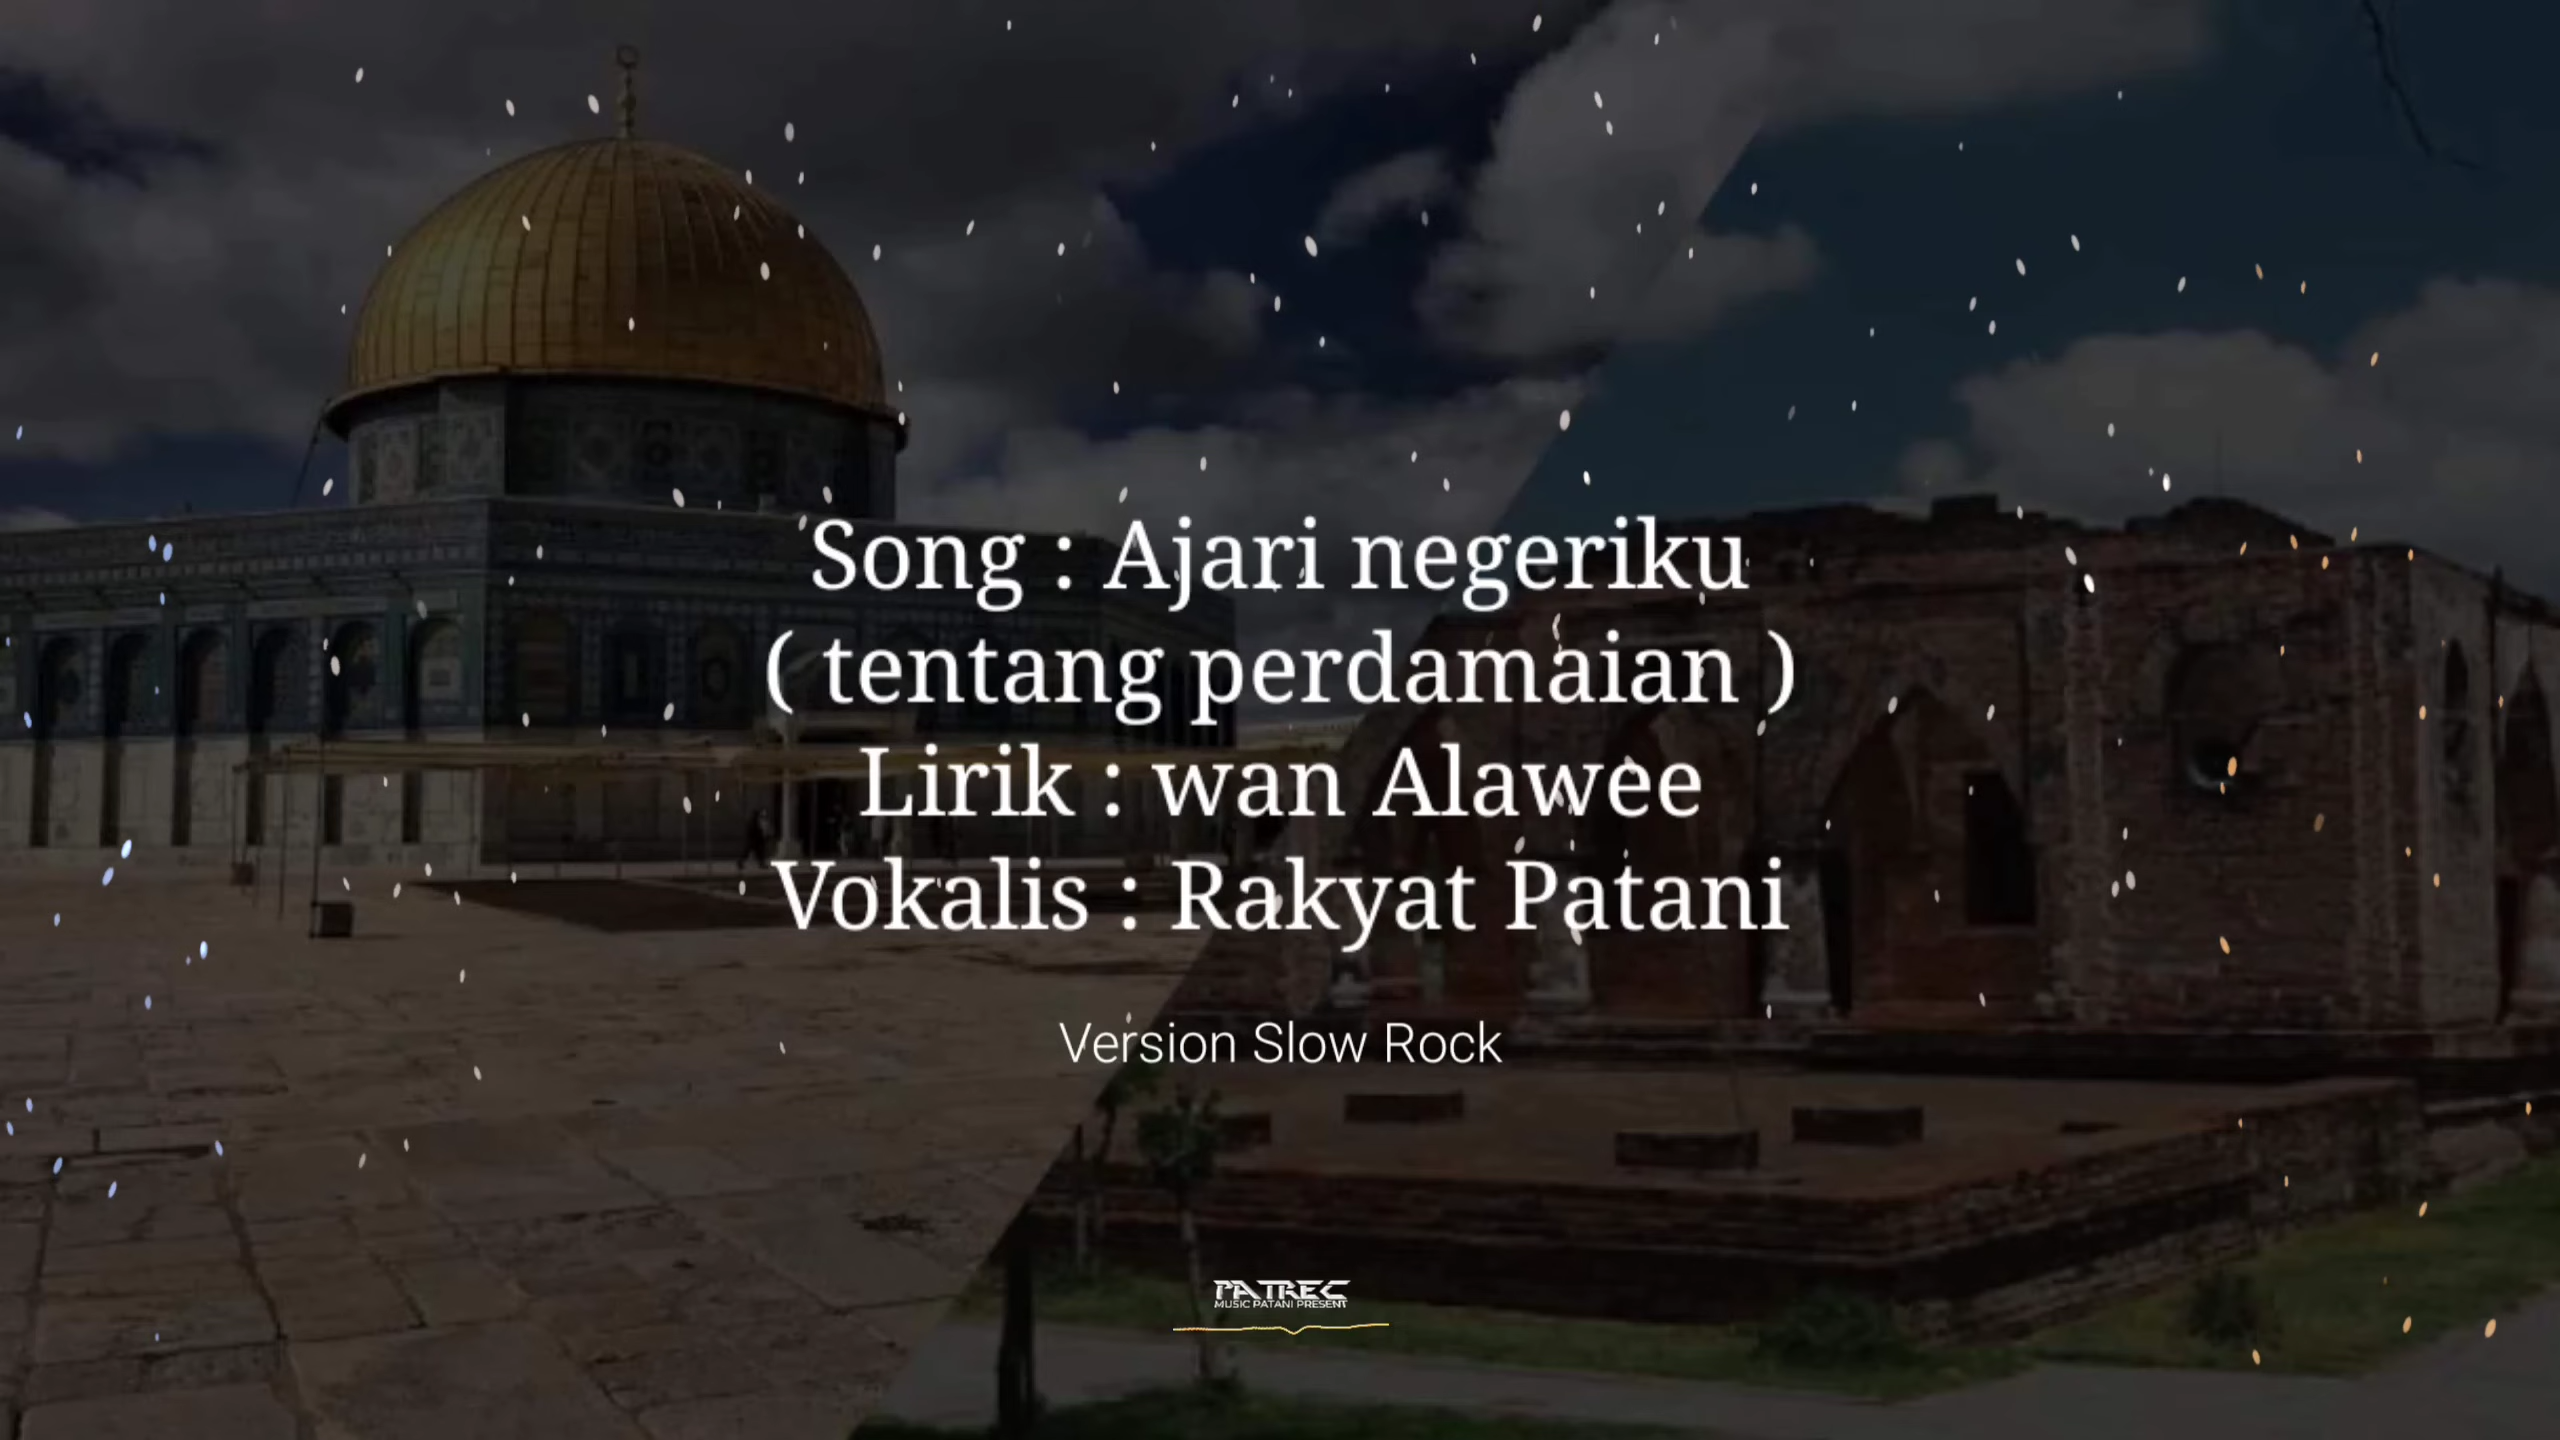 Song : Ajari negeriku
( tentang perdamaian )
Lirik : wan Alawee
Vokalis : Rakyat Patani
Version Slow Rock
PATREC
MUSIC PATANI PRESENT